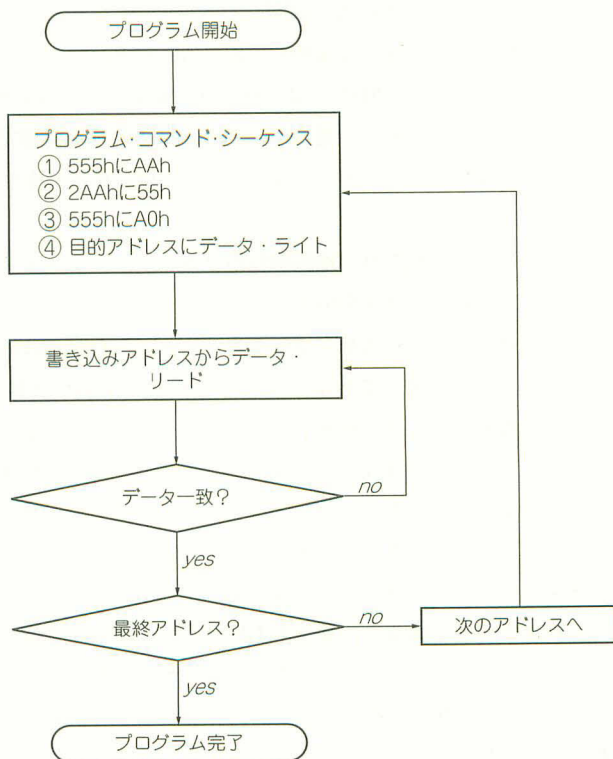 プログラム開始
プログラム・コマンド・シーケンス
① 555hにAAh
② 2AAhに55h
③ 555hにA0h
④ 目的アドレスにデータ・ライト
書き込みアドレスからデータ・
リード
データ一致?
no
yes
最終アドレス?
no
次のアドレスへ
yes
プログラム完了